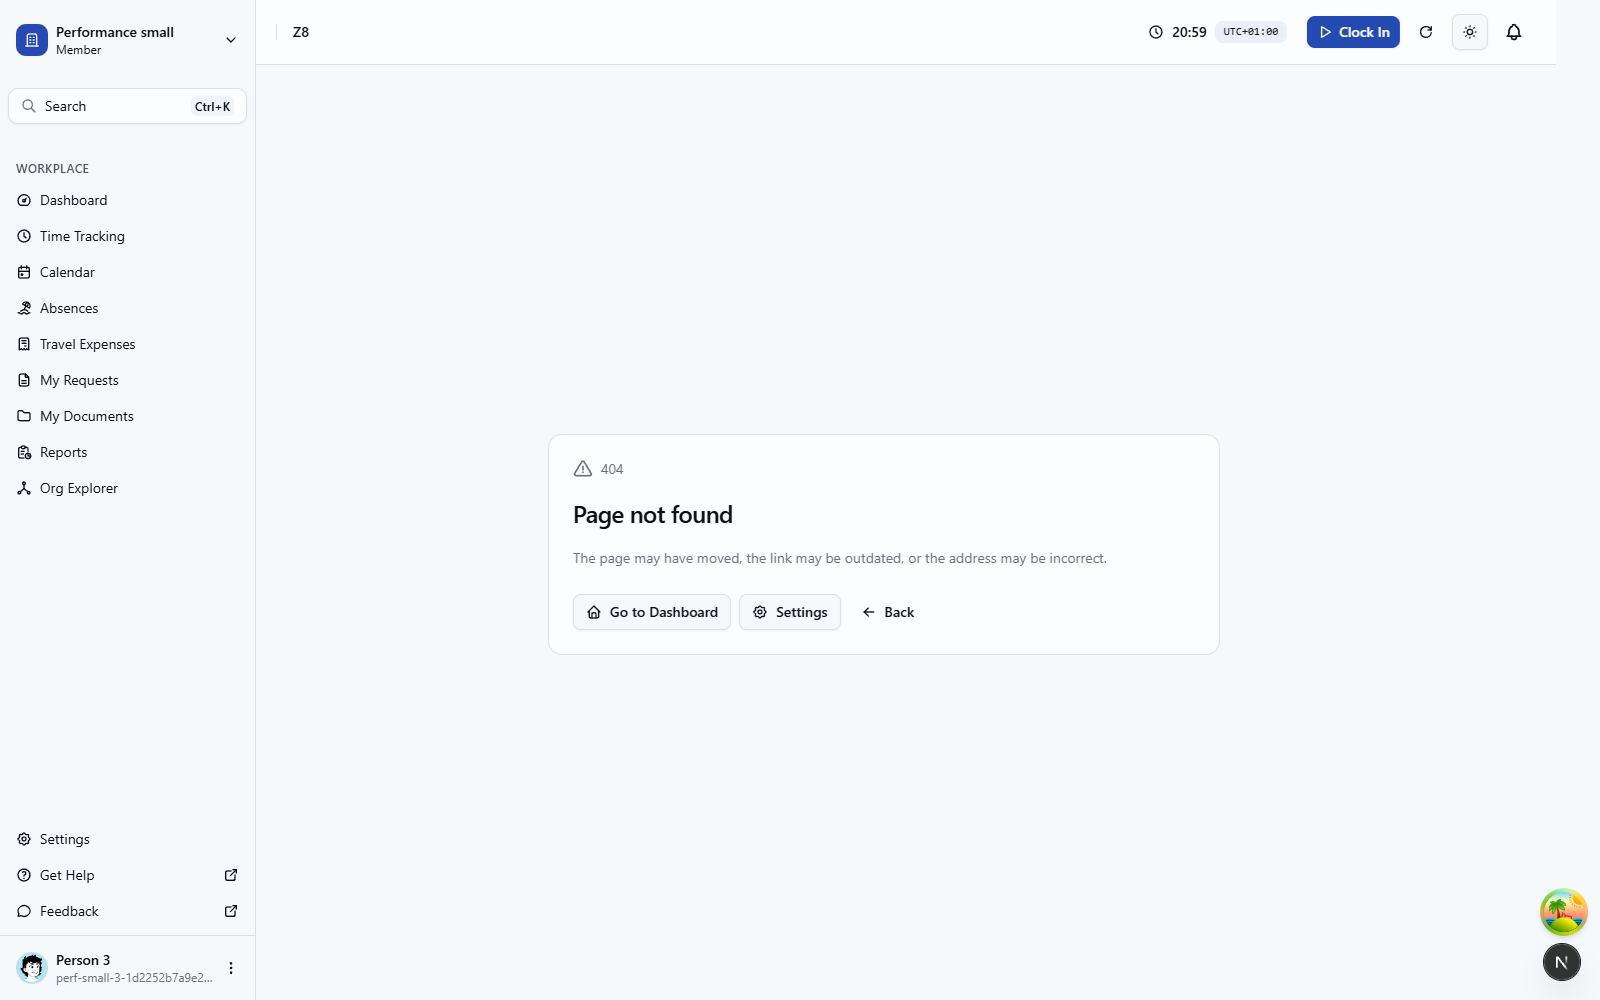 Performance small
Member
Search
Ctrl+K
WORKPLACE
Dashboard
Time Tracking
Calendar
Absences
Travel Expenses
My Requests
My Documents
Reports
Org Explorer
Settings
Get Help
Feedback
Person 3
perf-small-3-1d2252b7a9e2...
Z8
20:59
UTC+01:00
Clock In
404
Page not found
The page may have moved, the link may be outdated, or the address may be incorrect.
Go to Dashboard
Settings
Back
N